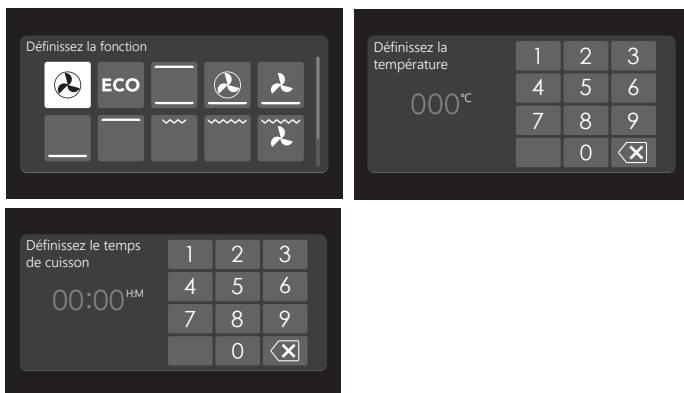 Définissez la fonction
ECO
Définissez la
température
000°C
1 2 3
4 5 6
7 8 9
0
Définissez le temps
de cuisson
00:00 H:M
1 2 3
4 5 6
7 8 9
0